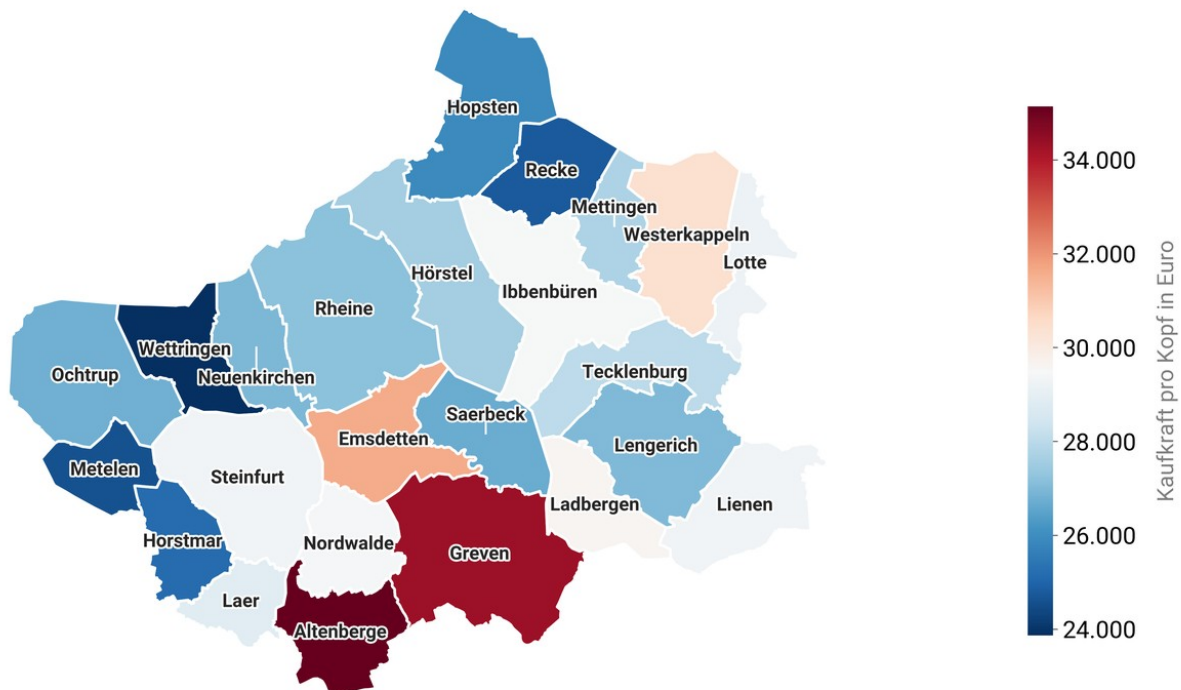 Hopsten
Recke
Mettingen
Westerkappeln
Lotte
Hörstel
Ibbenbüren
Rheine
Wettringen
Neuenkirchen
Ochtrup
Tecklenburg
Saerbeck
Emsdetten
Lengerich
Metelen
Steinfurt
Ladbergen
Lienen
Horstmar
Nordwalde
Greven
Laer
Altenberge
34.000
32.000
30.000
28.000
26.000
24.000
Kaufkraft pro Kopf in Euro